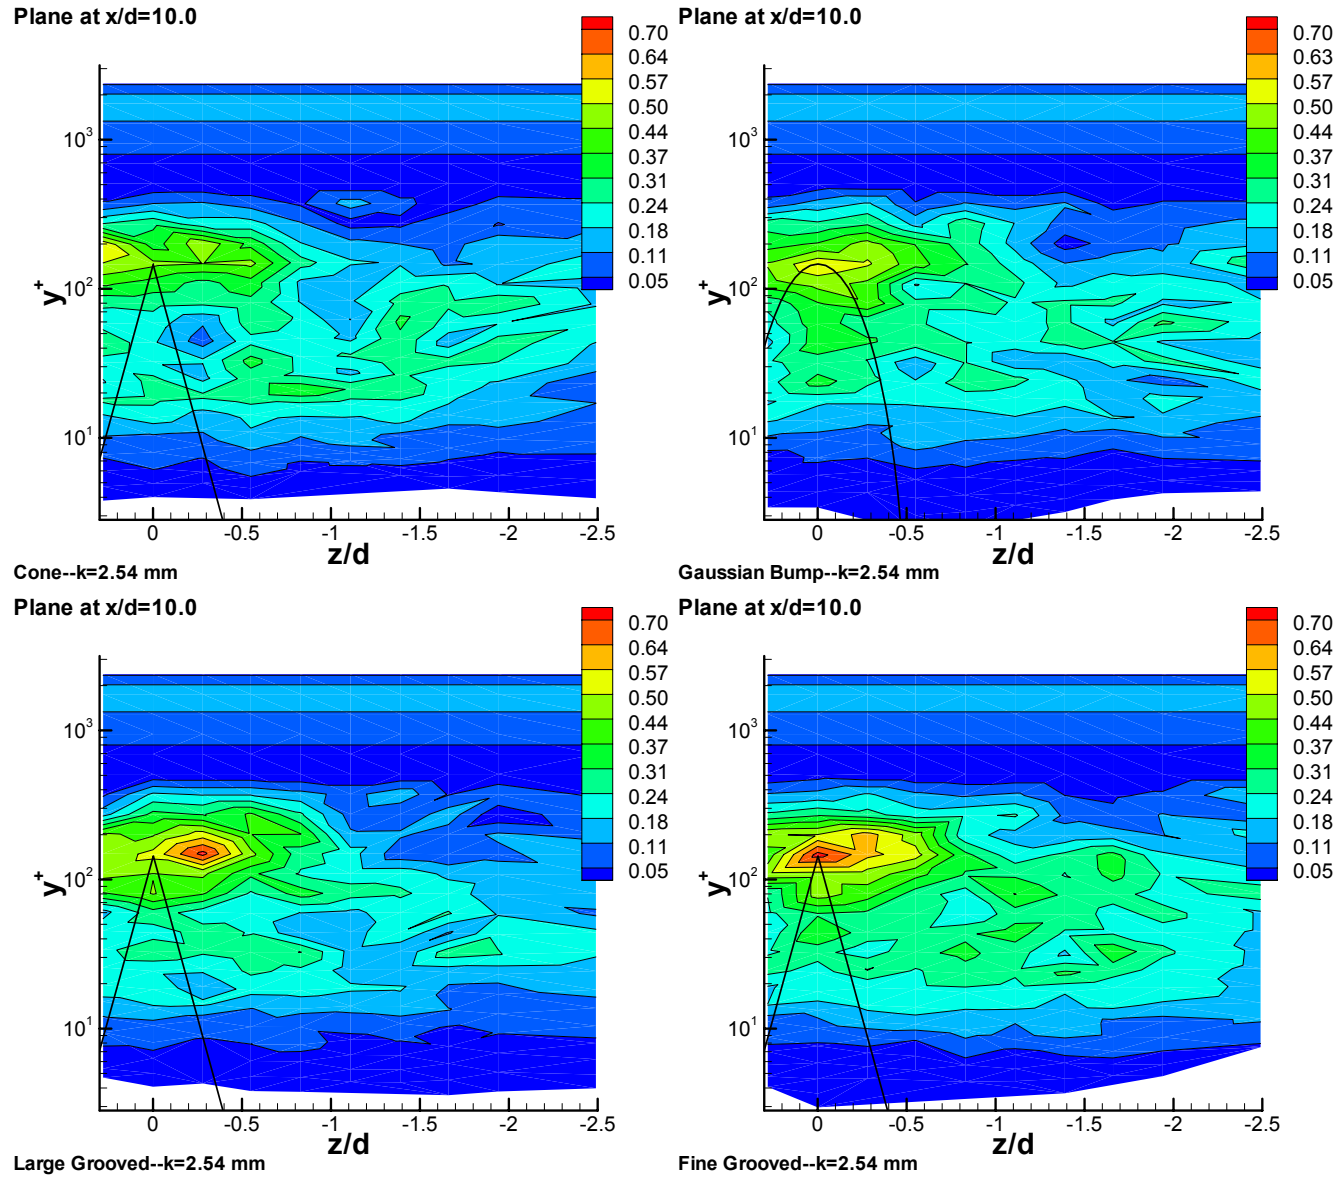 Plane at x/d=10.0
0.70
0.64
0.57
0.50
0.44
0.37
0.31
0.24
0.18
0.11
0.05
y+
10³
10²
10¹
0 -0.5 -1 -1.5 -2 -2.5
z/d
Cone--k=2.54 mm
Plane at x/d=10.0
0.70
0.63
0.57
0.50
0.44
0.37
0.31
0.24
0.18
0.11
0.05
y+
10³
10²
10¹
0 -0.5 -1 -1.5 -2 -2.5
z/d
Gaussian Bump--k=2.54 mm
Plane at x/d=10.0
0.70
0.64
0.57
0.50
0.44
0.37
0.31
0.24
0.18
0.11
0.05
y+
10³
10²
10¹
0 -0.5 -1 -1.5 -2 -2.5
z/d
Large Grooved--k=2.54 mm
Plane at x/d=10.0
0.70
0.64
0.57
0.50
0.44
0.37
0.31
0.24
0.18
0.11
0.05
y+
10³
10²
10¹
0 -0.5 -1 -1.5 -2 -2.5
z/d
Fine Grooved--k=2.54 mm